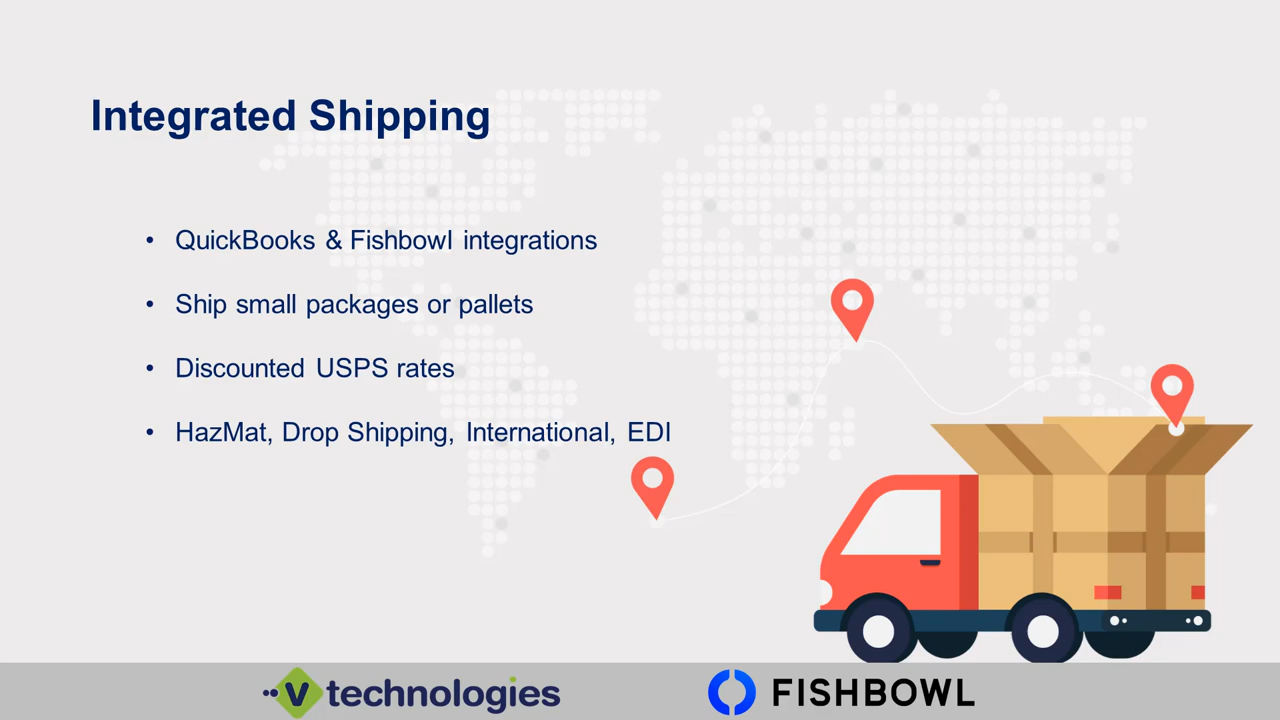 Integrated Shipping
• QuickBooks & Fishbowl integrations
• Ship small packages or pallets
• Discounted USPS rates
• HazMat, Drop Shipping, International, EDI
v technologies
FISHBOWL